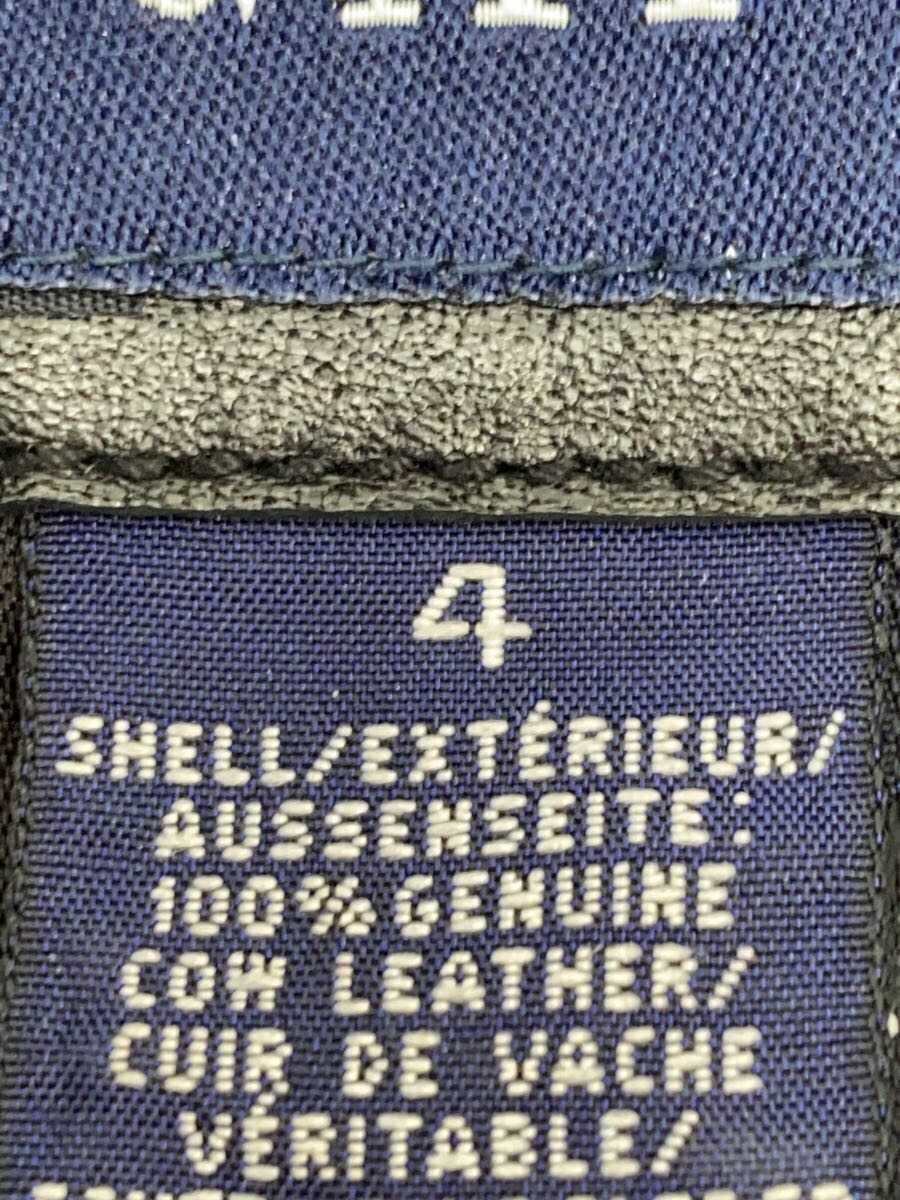 4
SHELL/EXTÉRIEUR/
AUSSENSEITE:
100% GENUINE
COW LEATHER/
CUIR DE VACHE
VÉRITABLE/